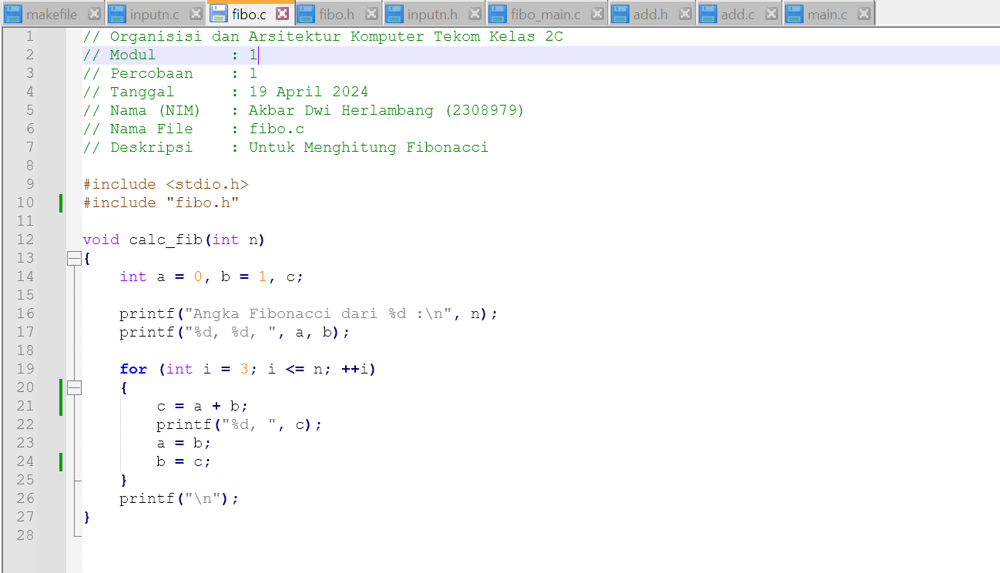 makefile inputn.c fibo.c fibo.h inputn.h fibo_main.c add.h add.c main.c
1 // Organisisi dan Arsitektur Komputer Tekom Kelas 2C
2 // Modul        : 1
3 // Percobaan    : 1
4 // Tanggal      : 19 April 2024
5 // Nama (NIM)   : Akbar Dwi Herlambang (2308979)
6 // Nama File    : fibo.c
7 // Deskripsi    : Untuk Menghitung Fibonacci
8
9 #include <stdio.h>
10 #include "fibo.h"
11
12 void calc_fib(int n)
13 {
14     int a = 0, b = 1, c;
15
16     printf("Angka Fibonacci dari %d :\n", n);
17     printf("%d, %d, ", a, b);
18
19     for (int i = 3; i <= n; ++i)
20     {
21         c = a + b;
22         printf("%d, ", c);
23         a = b;
24         b = c;
25     }
26     printf("\n");
27 }
28